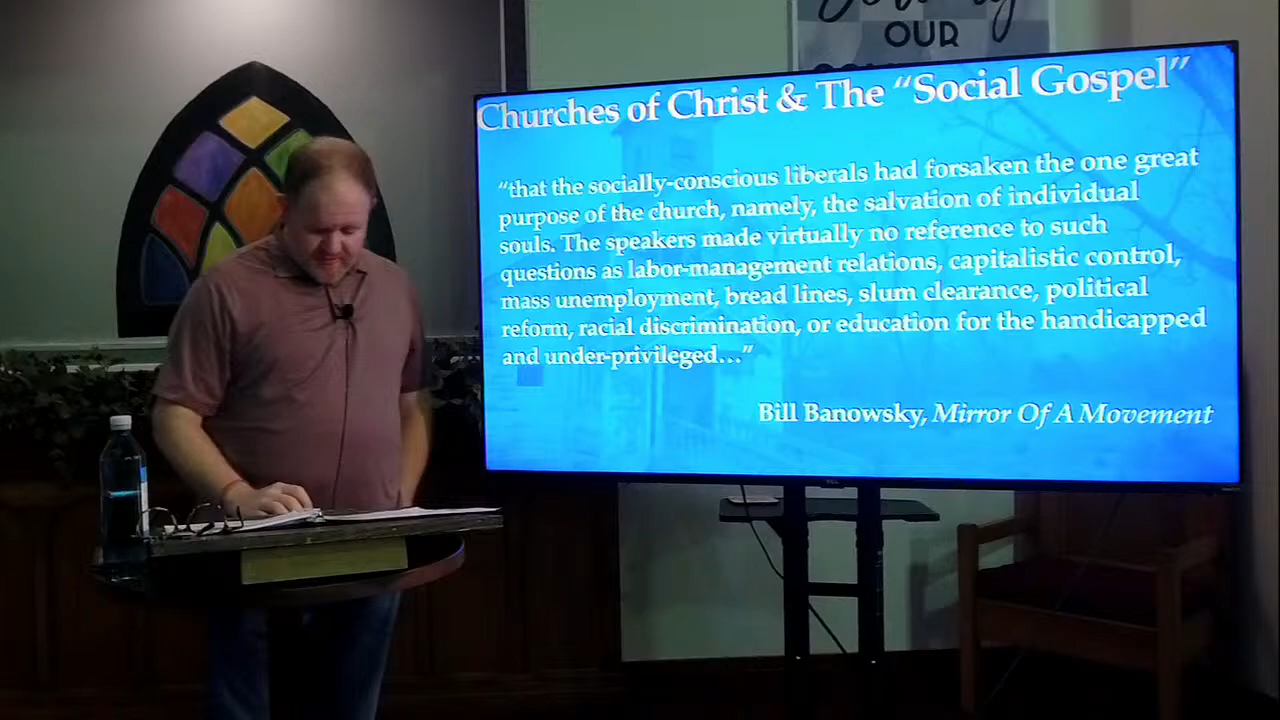 OUR
Churches of Christ & The “Social Gospel”
“that the socially-conscious liberals had forsaken the one great
purpose of the church, namely, the salvation of individual
souls. The speakers made virtually no reference to such
questions as labor-management relations, capitalistic control,
mass unemployment, bread lines, slum clearance, political
reform, racial discrimination, or education for the handicapped
and under-privileged…”
Bill Banowsky, Mirror Of A Movement
TCL